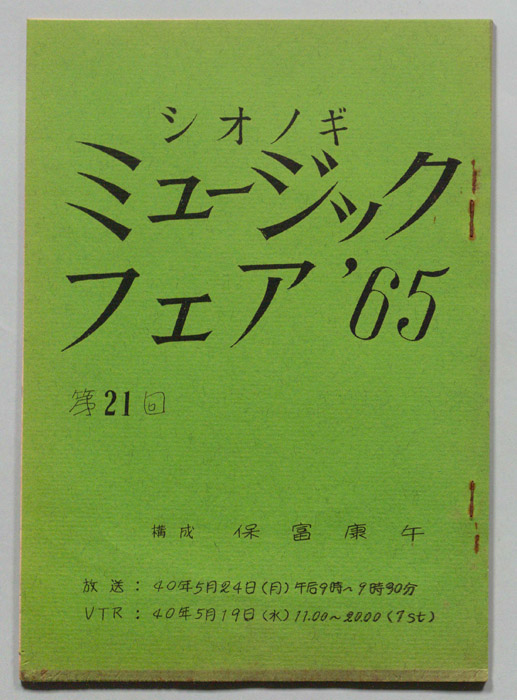 シオノギ
ミュージック
フェア'65
第21回
構成 保富康午
放送：40年5月24日(月)午后9時〜9時30分
VTR：40年5月19日(水)11.00〜20.00(7st)